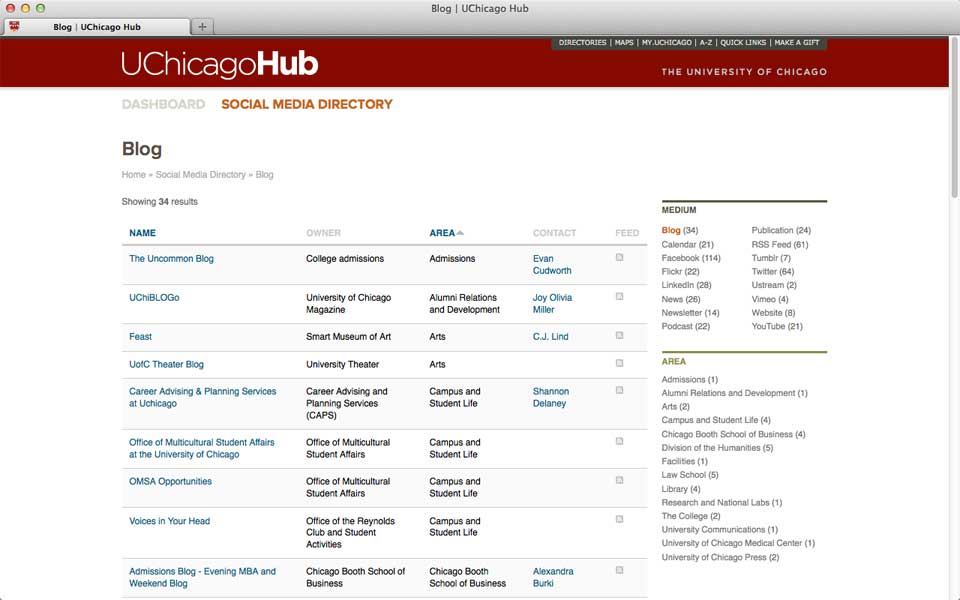 Blog | UChicago Hub
Blog | UChicago Hub
DIRECTORIES | MAPS | MY.UCHICAGO | A-Z | QUICK LINKS | MAKE A GIFT
UChicagoHub
THE UNIVERSITY OF CHICAGO
DASHBOARD SOCIAL MEDIA DIRECTORY
Blog
Home » Social Media Directory » Blog
Showing 34 results
NAME OWNER AREA CONTACT FEED
The Uncommon Blog College admissions Admissions Evan
Cudworth
UChiBLOGo University of Chicago Alumni Relations Joy Olivia
Magazine and Development Miller
Feast Smart Museum of Art Arts C.J. Lind
UofC Theater Blog University Theater Arts
Career Advising & Planning Services Career Advising and Campus and Shannon
at Uchicago Planning Services Student Life Delaney
(CAPS)
Office of Multicultural Student Affairs Office of Multicultural Campus and
at the University of Chicago Student Affairs Student Life
OMSA Opportunities Office of Multicultural Campus and
Student Affairs Student Life
Voices in Your Head Office of the Reynolds Campus and
Club and Student Student Life
Activities
Admissions Blog - Evening MBA and Chicago Booth School of Chicago Booth Alexandra
Weekend Blog Business School of Business Burki
MEDIUM
Blog (34) Publication (24)
Calendar (21) RSS Feed (61)
Facebook (114) Tumblr (7)
Flickr (22) Twitter (64)
LinkedIn (28) Ustream (2)
News (26) Vimeo (4)
Newsletter (14) Website (8)
Podcast (22) YouTube (21)
AREA
Admissions (1)
Alumni Relations and Development (1)
Arts (2)
Campus and Student Life (4)
Chicago Booth School of Business (4)
Division of the Humanities (5)
Facilities (1)
Law School (5)
Library (4)
Research and National Labs (1)
The College (2)
University Communications (1)
University of Chicago Medical Center (1)
University of Chicago Press (2)